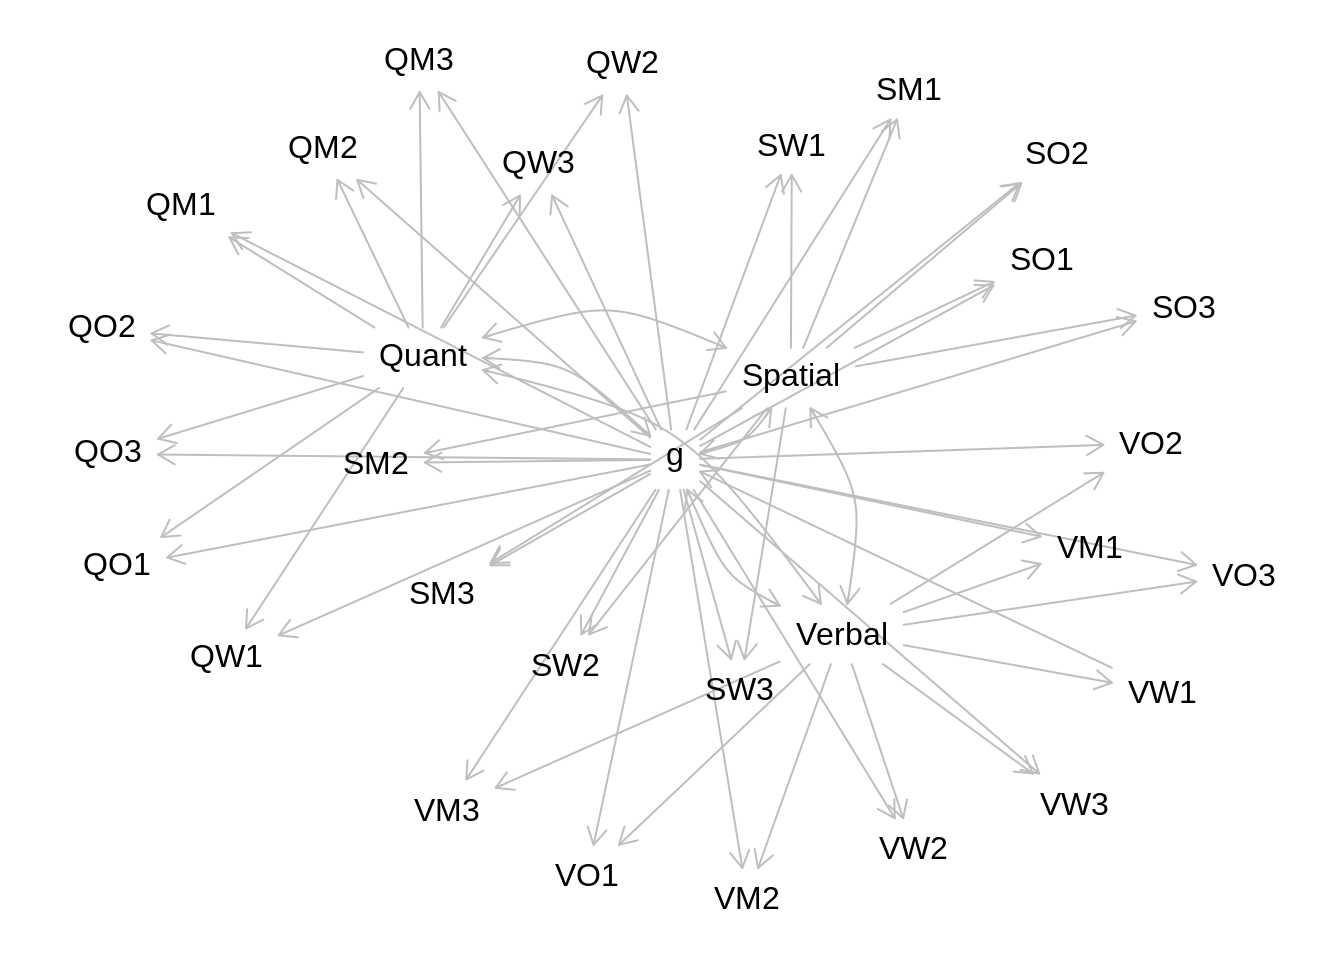 QM3
QW2
SM1
QM2
QW3
SW1
SO2
QM1
SO1
QO2
SO3
Quant
Spatial
QO3
SM2
g
VO2
QO1
VM1
VO3
SM3
QW1
SW2
Verbal
SW3
VW1
VM3
VW3
VO1
VW2
VM2